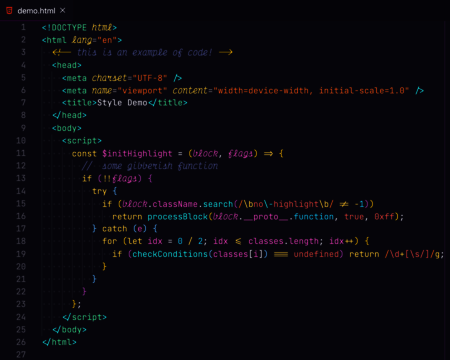 demo.html ×
1 <!DOCTYPE html>
2 <html lang="en">
3 <!-- this is an example of code! -->
4 <head>
5 <meta charset="UTF-8" />
6 <meta name="viewport" content="width=device-width, initial-scale=1.0" />
7 <title>Style Demo</title>
8 </head>
9 <body>
10 <script>
11 const $initHighlight = (block, flags) => {
12 // some gibberish function
13 if (!!flags) {
14 try {
15 if (block.className.search(/\bno\-highlight\b/ != -1))
16 return processBlock(block.__proto__.function, true, 0xff);
17 } catch (e) {
18 for (let idx = 0 / 2; idx <= classes.length; idx++) {
19 if (checkConditions(classes[i]) === undefined) return /\d+[\s/]/g;
20 }
21 }
22 }
23 };
24 </script>
25 </body>
26 </html>
27